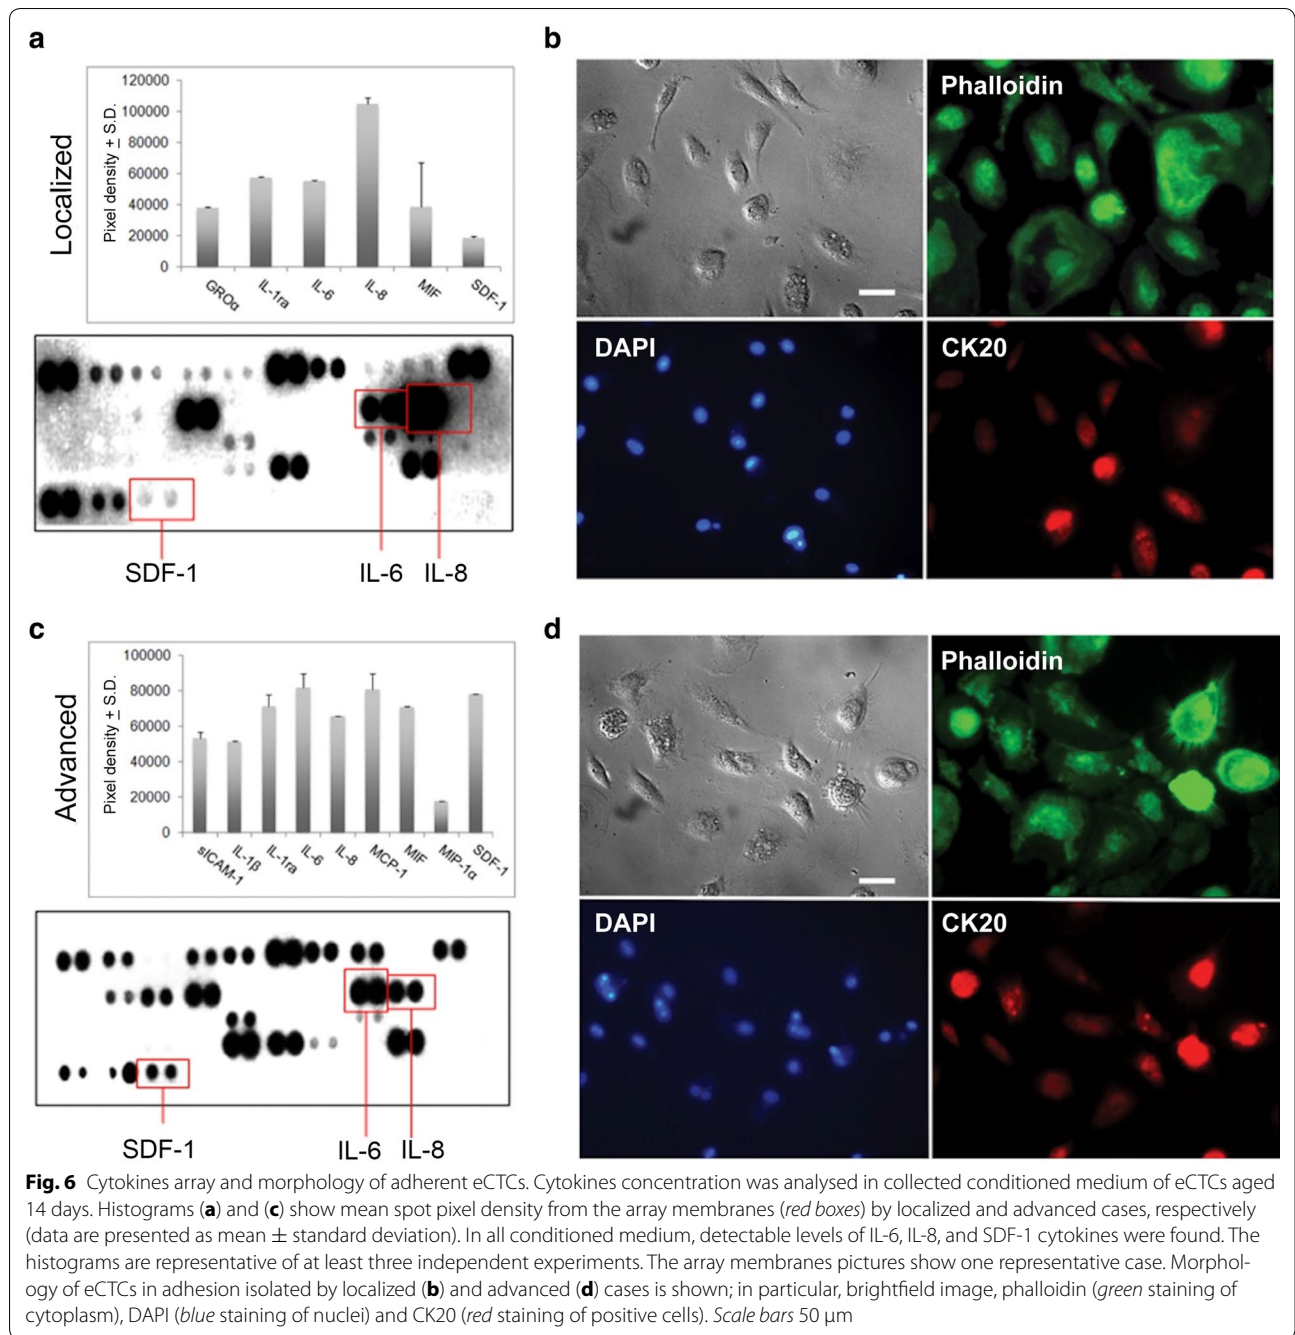 a
Localized
Pixel density ± S.D.
120000
100000
80000
60000
40000
20000
0
GROα
IL-1ra
IL-6
IL-8
MIF
SDF-1
SDF-1
IL-6
IL-8
b
Phalloidin
DAPI
CK20
c
Advanced
Pixel density ± S.D.
100000
80000
60000
40000
20000
0
sICAM-1
IL-1β
IL-1ra
IL-6
IL-8
MCP-1
MIF
MIP-1α
SDF-1
SDF-1
IL-6
IL-8
d
Phalloidin
DAPI
CK20
Fig. 6 Cytokines array and morphology of adherent eCTCs. Cytokines concentration was analysed in collected conditioned medium of eCTCs aged
14 days. Histograms (a) and (c) show mean spot pixel density from the array membranes (red boxes) by localized and advanced cases, respectively
(data are presented as mean ± standard deviation). In all conditioned medium, detectable levels of IL-6, IL-8, and SDF-1 cytokines were found. The
histograms are representative of at least three independent experiments. The array membranes pictures show one representative case. Morphol-
ogy of eCTCs in adhesion isolated by localized (b) and advanced (d) cases is shown; in particular, brightfield image, phalloidin (green staining of
cytoplasm), DAPI (blue staining of nuclei) and CK20 (red staining of positive cells). Scale bars 50 μm